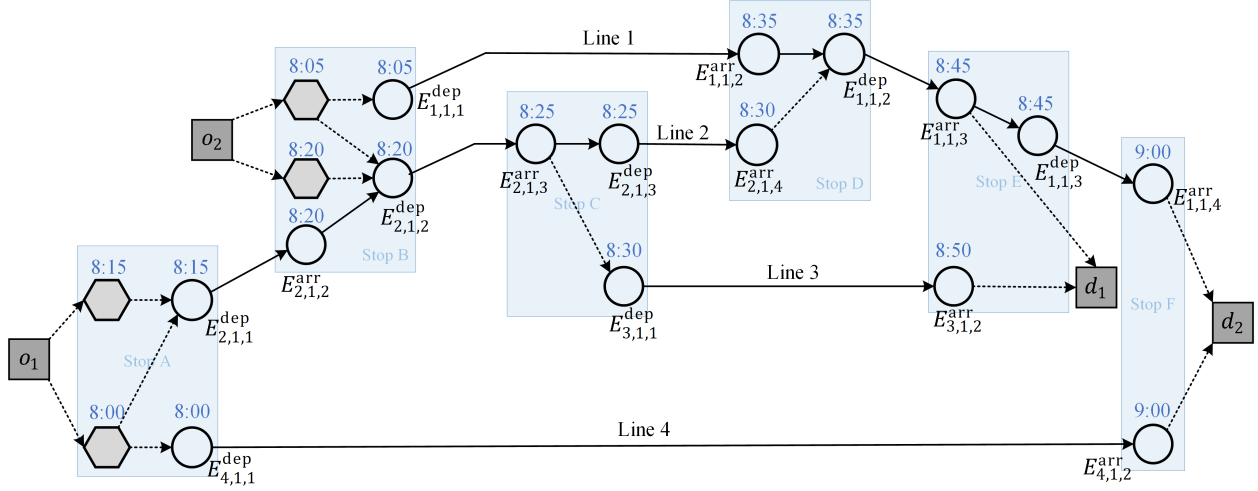 8:35 8:35
Line 1
E^arr_1,1,2
E^dep_1,1,2
8:05 8:05
E^dep_1,1,1
8:45
8:45
E^arr_1,1,3
E^dep_1,1,3
8:25 8:25
8:30
Line 2
o_2
8:20 8:20
E^arr_2,1,3
E^dep_2,1,3
E^arr_2,1,4
Stop D
Stop E
9:00
E^arr_1,1,4
E^dep_2,1,2
Stop C
8:20
Stop B
E^arr_2,1,2
8:15 8:15
8:30
Line 3
8:50
d_1
Stop F
E^dep_2,1,1
E^dep_3,1,1
E^arr_3,1,2
d_2
o_1
Stop A
8:00 8:00
Line 4
9:00
E^dep_4,1,1
E^arr_4,1,2